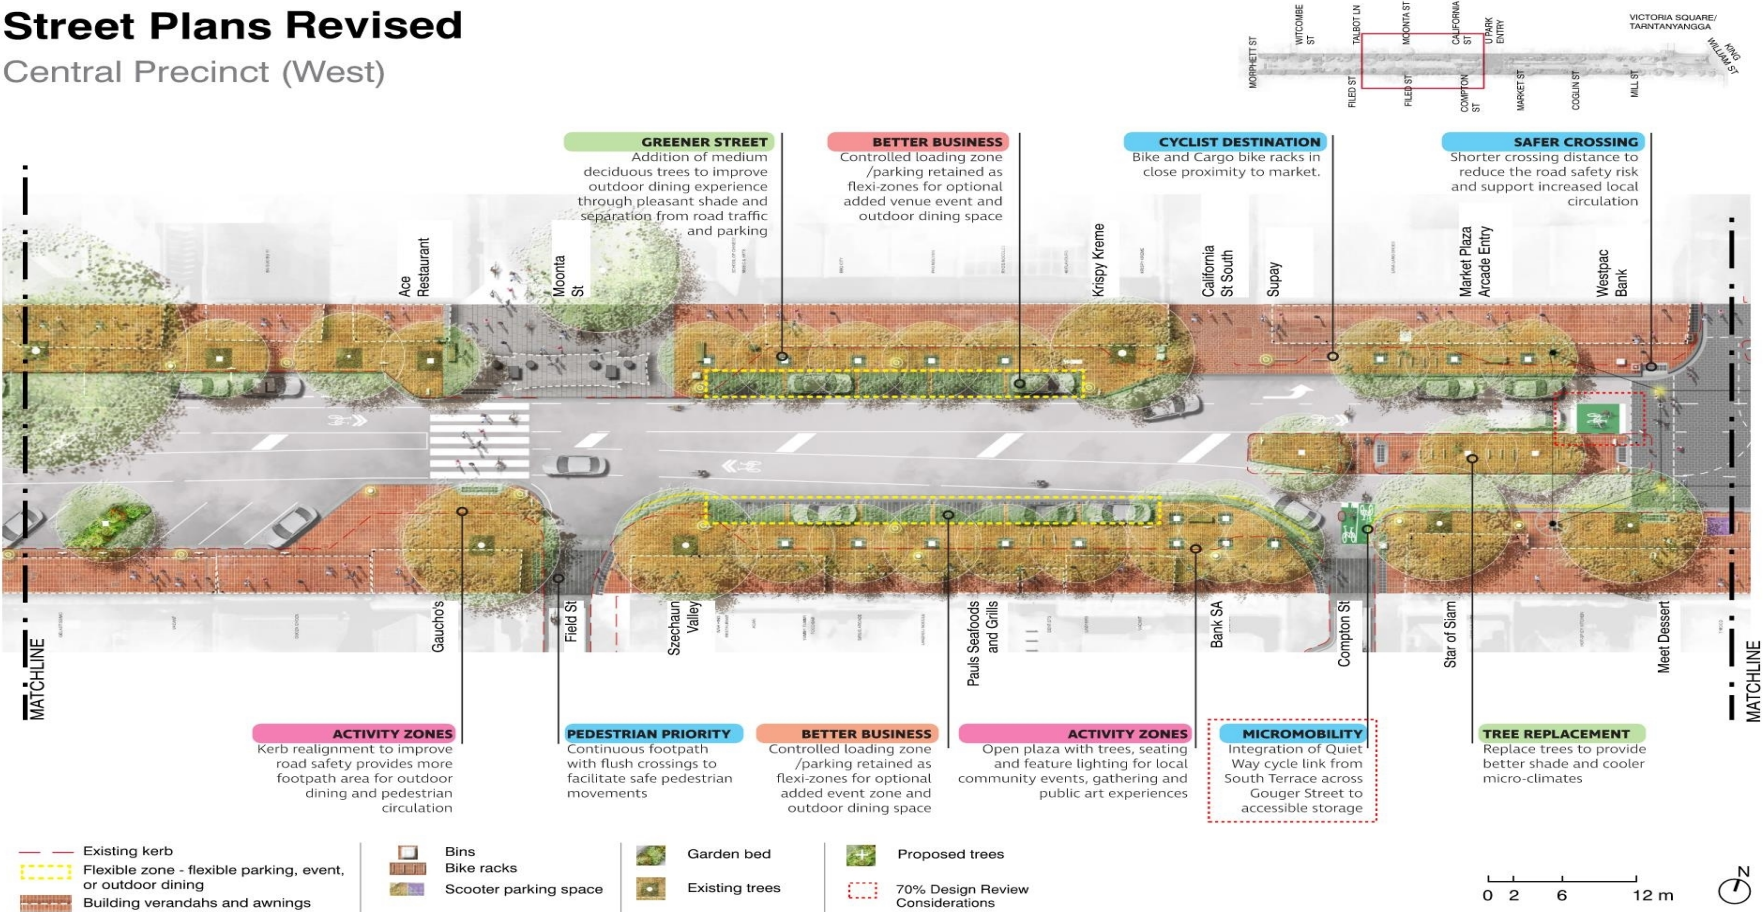 Street Plans Revised
Central Precinct (West)
MORPHETT ST
WITCOMBE
ST
TALBOT LN
MOONTA ST
CALIFORNIA
ST
U PARK
ENTRY
VICTORIA SQUARE/
TARNTANYANGGA
KING
WILLIAM ST
FILED ST
FILED ST
COMPTON
ST
MARKET ST
COGLIN ST
MILL ST
GREENER STREET
Addition of medium
deciduous trees to improve
outdoor dining experience
through pleasant shade and
separation from road traffic
and parking
BETTER BUSINESS
Controlled loading zone
/parking retained as
flexi-zones for optional
added venue event and
outdoor dining space
CYCLIST DESTINATION
Bike and Cargo bike racks in
close proximity to market.
SAFER CROSSING
Shorter crossing distance to
reduce the road safety risk
and support increased local
circulation
Ace
Restaurant
Moonta
St
Krispy Kreme
California
St South
Supay
Market Plaza
Arcade Entry
Westpac
Bank
MATCHLINE
Gaucho's
Field St
Szechaun
Valley
Pauls Seafoods
and Grills
Bank SA
Compton St
Star of Siam
Meet Dessert
MATCHLINE
ACTIVITY ZONES
Kerb realignment to improve
road safety provides more
footpath area for outdoor
dining and pedestrian
circulation
PEDESTRIAN PRIORITY
Continuous footpath
with flush crossings to
facilitate safe pedestrian
movements
BETTER BUSINESS
Controlled loading zone
/parking retained as
flexi-zones for optional
added event zone and
outdoor dining space
ACTIVITY ZONES
Open plaza with trees, seating
and feature lighting for local
community events, gathering and
public art experiences
MICROMOBILITY
Integration of Quiet
Way cycle link from
South Terrace across
Gouger Street to
accessible storage
TREE REPLACEMENT
Replace trees to provide
better shade and cooler
micro-climates
Existing kerb
Flexible zone - flexible parking, event,
or outdoor dining
Building verandahs and awnings
Bins
Bike racks
Scooter parking space
Garden bed
Existing trees
Proposed trees
70% Design Review
Considerations
0 2 6 12 m
N